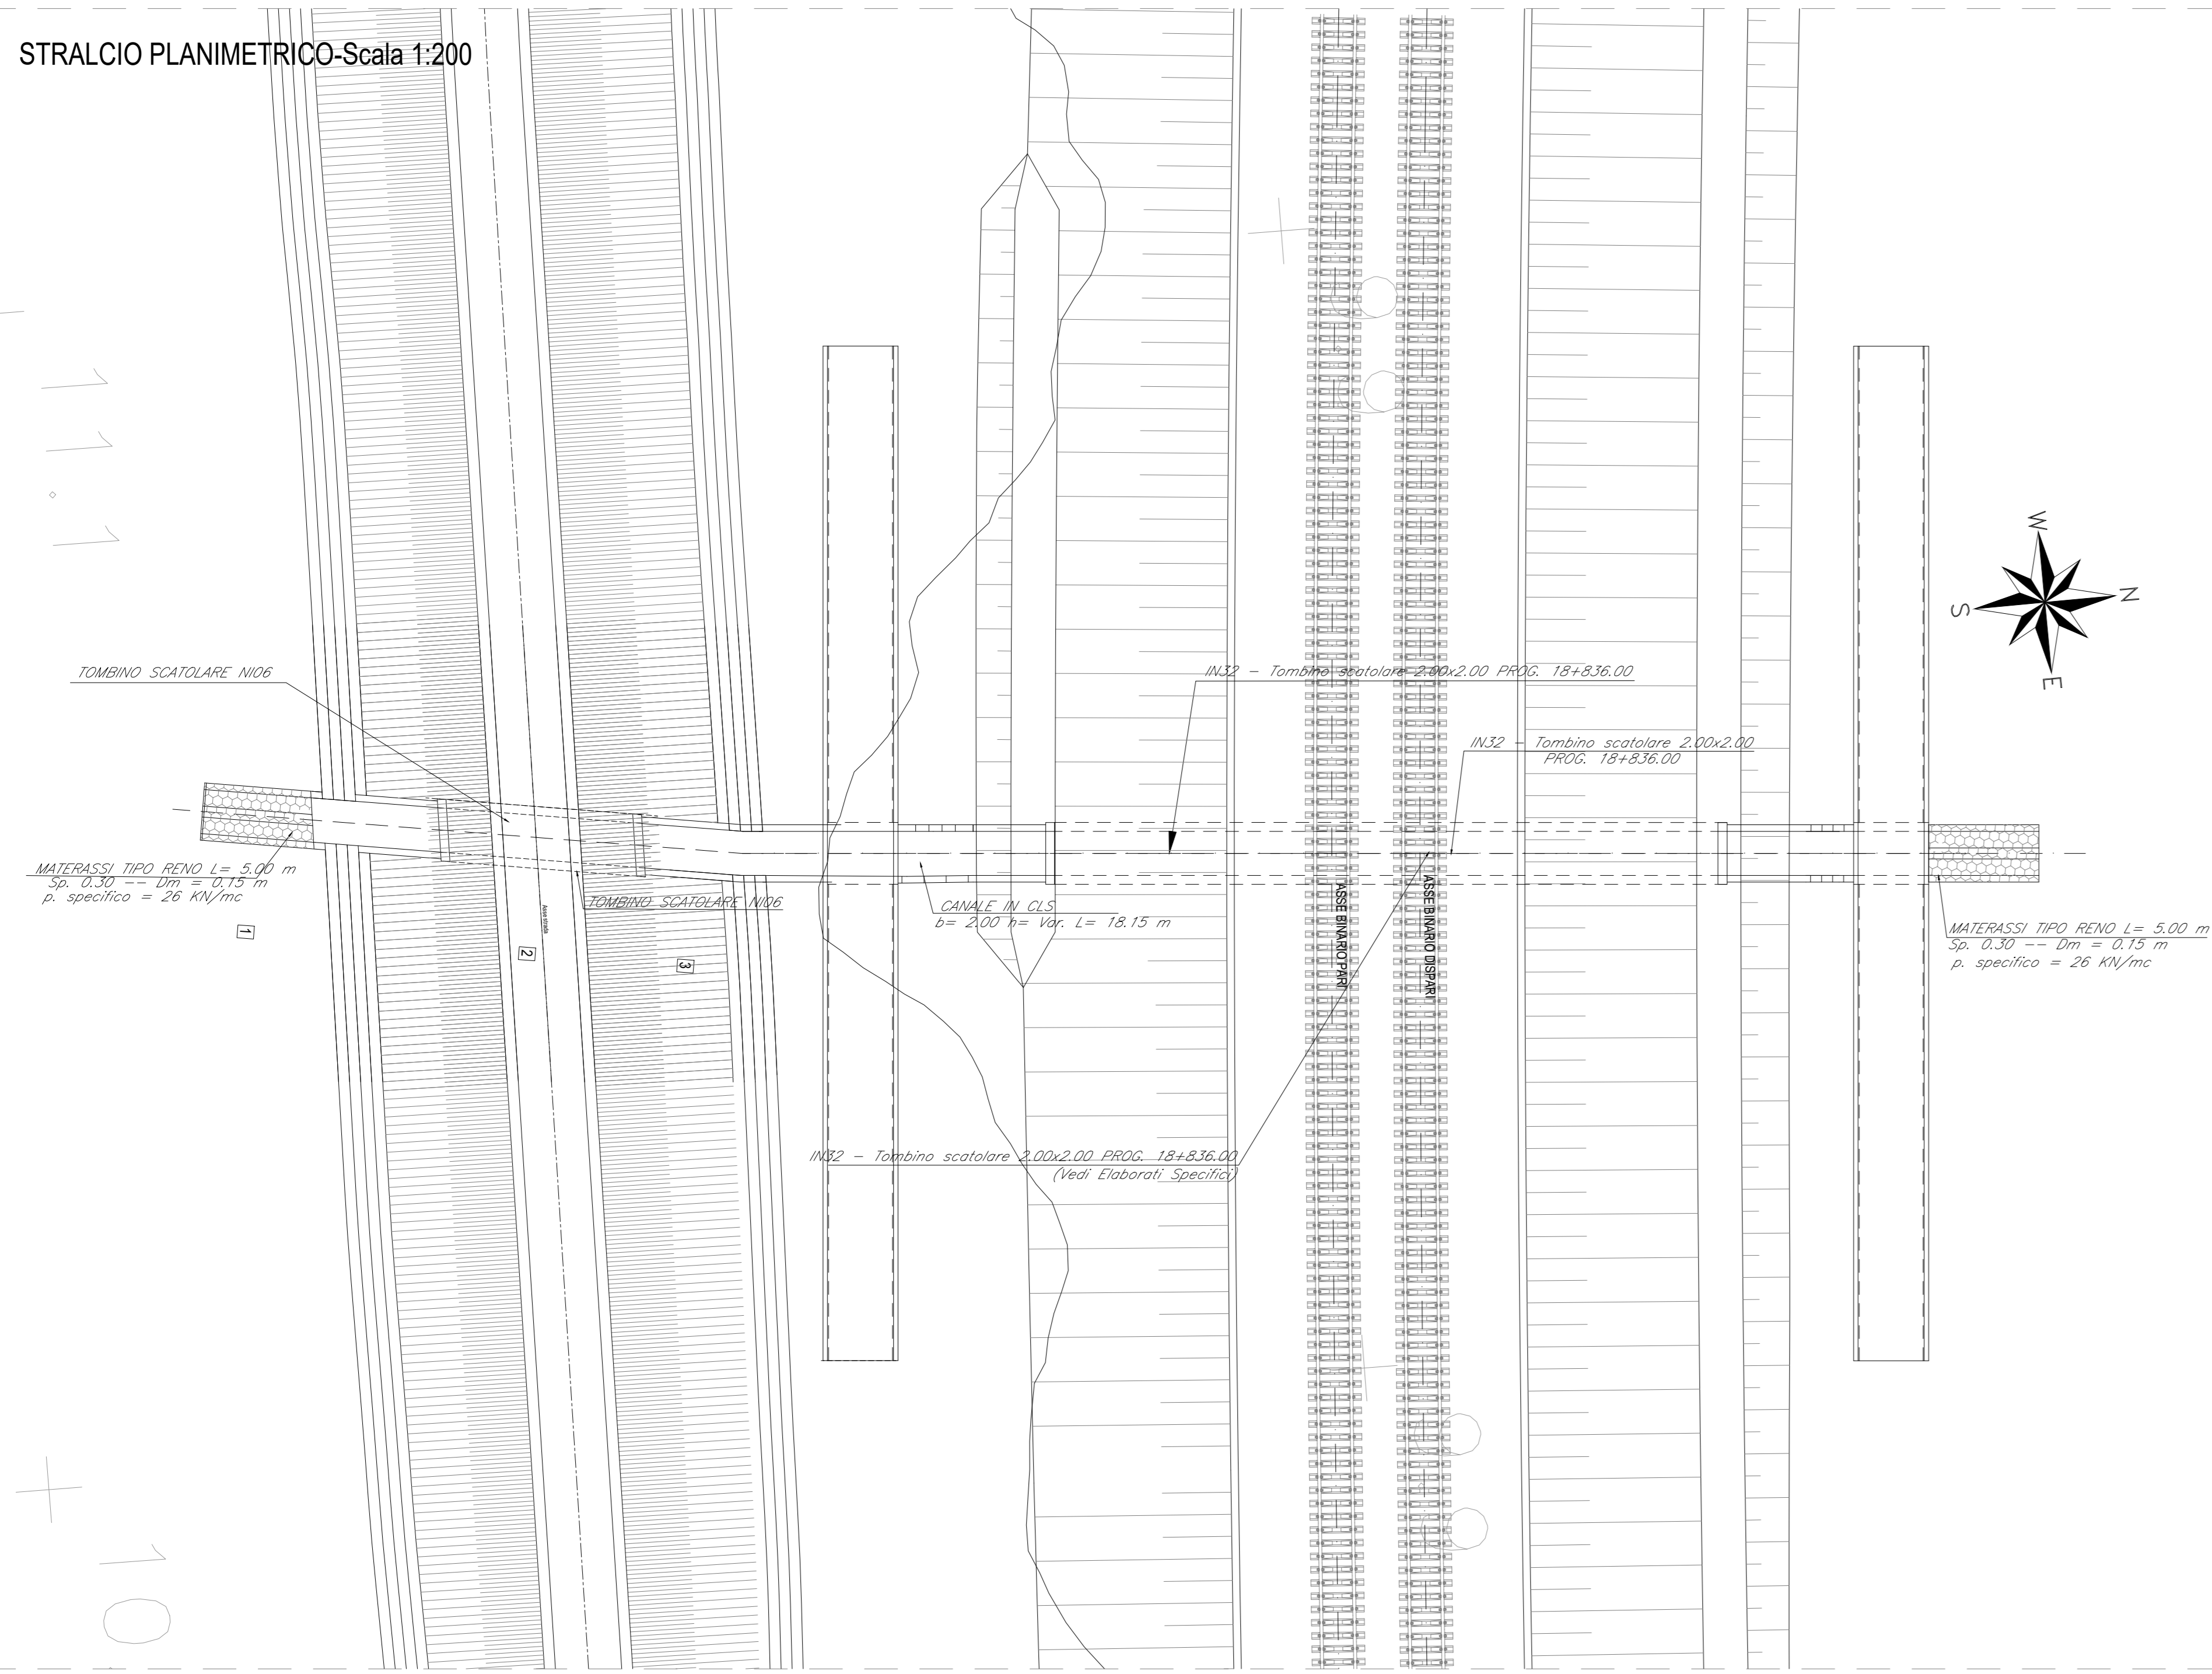 STRALCIO PLANIMETRICO-Scala 1:200
W
N
S
E
TOMBINO SCATOLARE NI06
IN32 - Tombino scatolare 2.00x2.00 PROG. 18+836.00
IN32 - Tombino scatolare 2.00x2.00
PROG. 18+836.00
MATERASSI TIPO RENO L= 5.00 m
Sp. 0.30 -- Dm = 0.15 m
p. specifico = 26 KN/mc
TOMBINO SCATOLARE NI06
CANALE IN CLS
b= 2.00 h= Var. L= 18.15 m
ASSE BINARIO PARI
ASSE BINARIO DISPARI
MATERASSI TIPO RENO L= 5.00 m
Sp. 0.30 -- Dm = 0.15 m
p. specifico = 26 KN/mc
Asse strada
1
2
3
IN32 - Tombino scatolare 2.00x2.00 PROG. 18+836.00
(Vedi Elaborati Specifici)